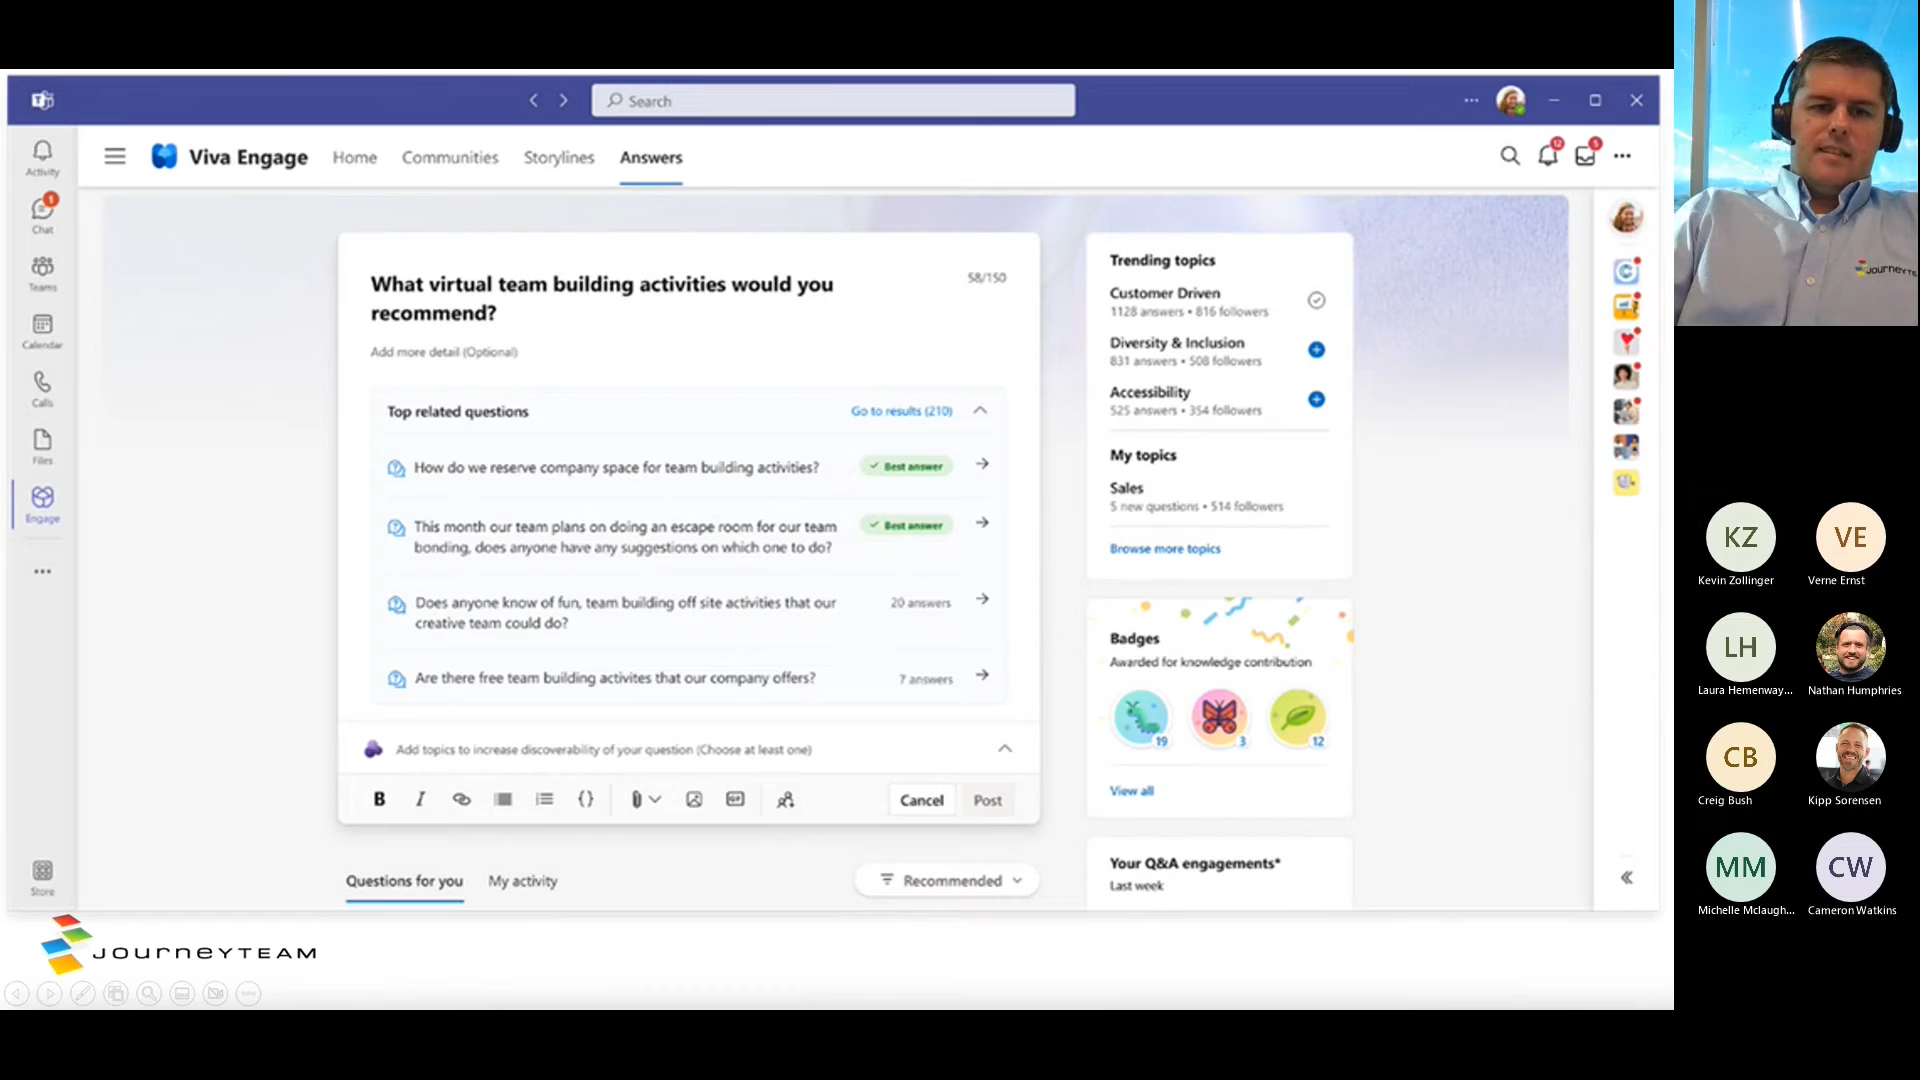 Search
Activity
1
Chat
Teams
Calendar
Calls
Files
Engage
Store
Viva Engage
Home
Communities
Storylines
Answers
12
5
What virtual team building activities would you
recommend?
58/150
Add more detail (Optional)
Top related questions
Go to results (210)
How do we reserve company space for team building activities?
Best answer
This month our team plans on doing an escape room for our team
bonding, does anyone have any suggestions on which one to do?
Best answer
Does anyone know of fun, team building off site activities that our
creative team could do?
20 answers
Are there free team building activites that our company offers?
7 answers
Add topics to increase discoverability of your question (Choose at least one)
B I {} GIF
Cancel
Post
Questions for you
My activity
Recommended
Trending topics
Customer Driven
1128 answers • 816 followers
Diversity & Inclusion
831 answers • 508 followers
Accessibility
525 answers • 354 followers
My topics
Sales
5 new questions • 514 followers
Browse more topics
Badges
Awarded for knowledge contribution
19
3
12
View all
Your Q&A engagements*
Last week
JOURNEYTEAM
JOURNEYTE
KZ
Kevin Zollinger
VE
Verne Ernst
LH
Laura Hemenway...
Nathan Humphries
CB
Creig Bush
Kipp Sorensen
MM
Michelle Mclaugh...
CW
Cameron Watkins